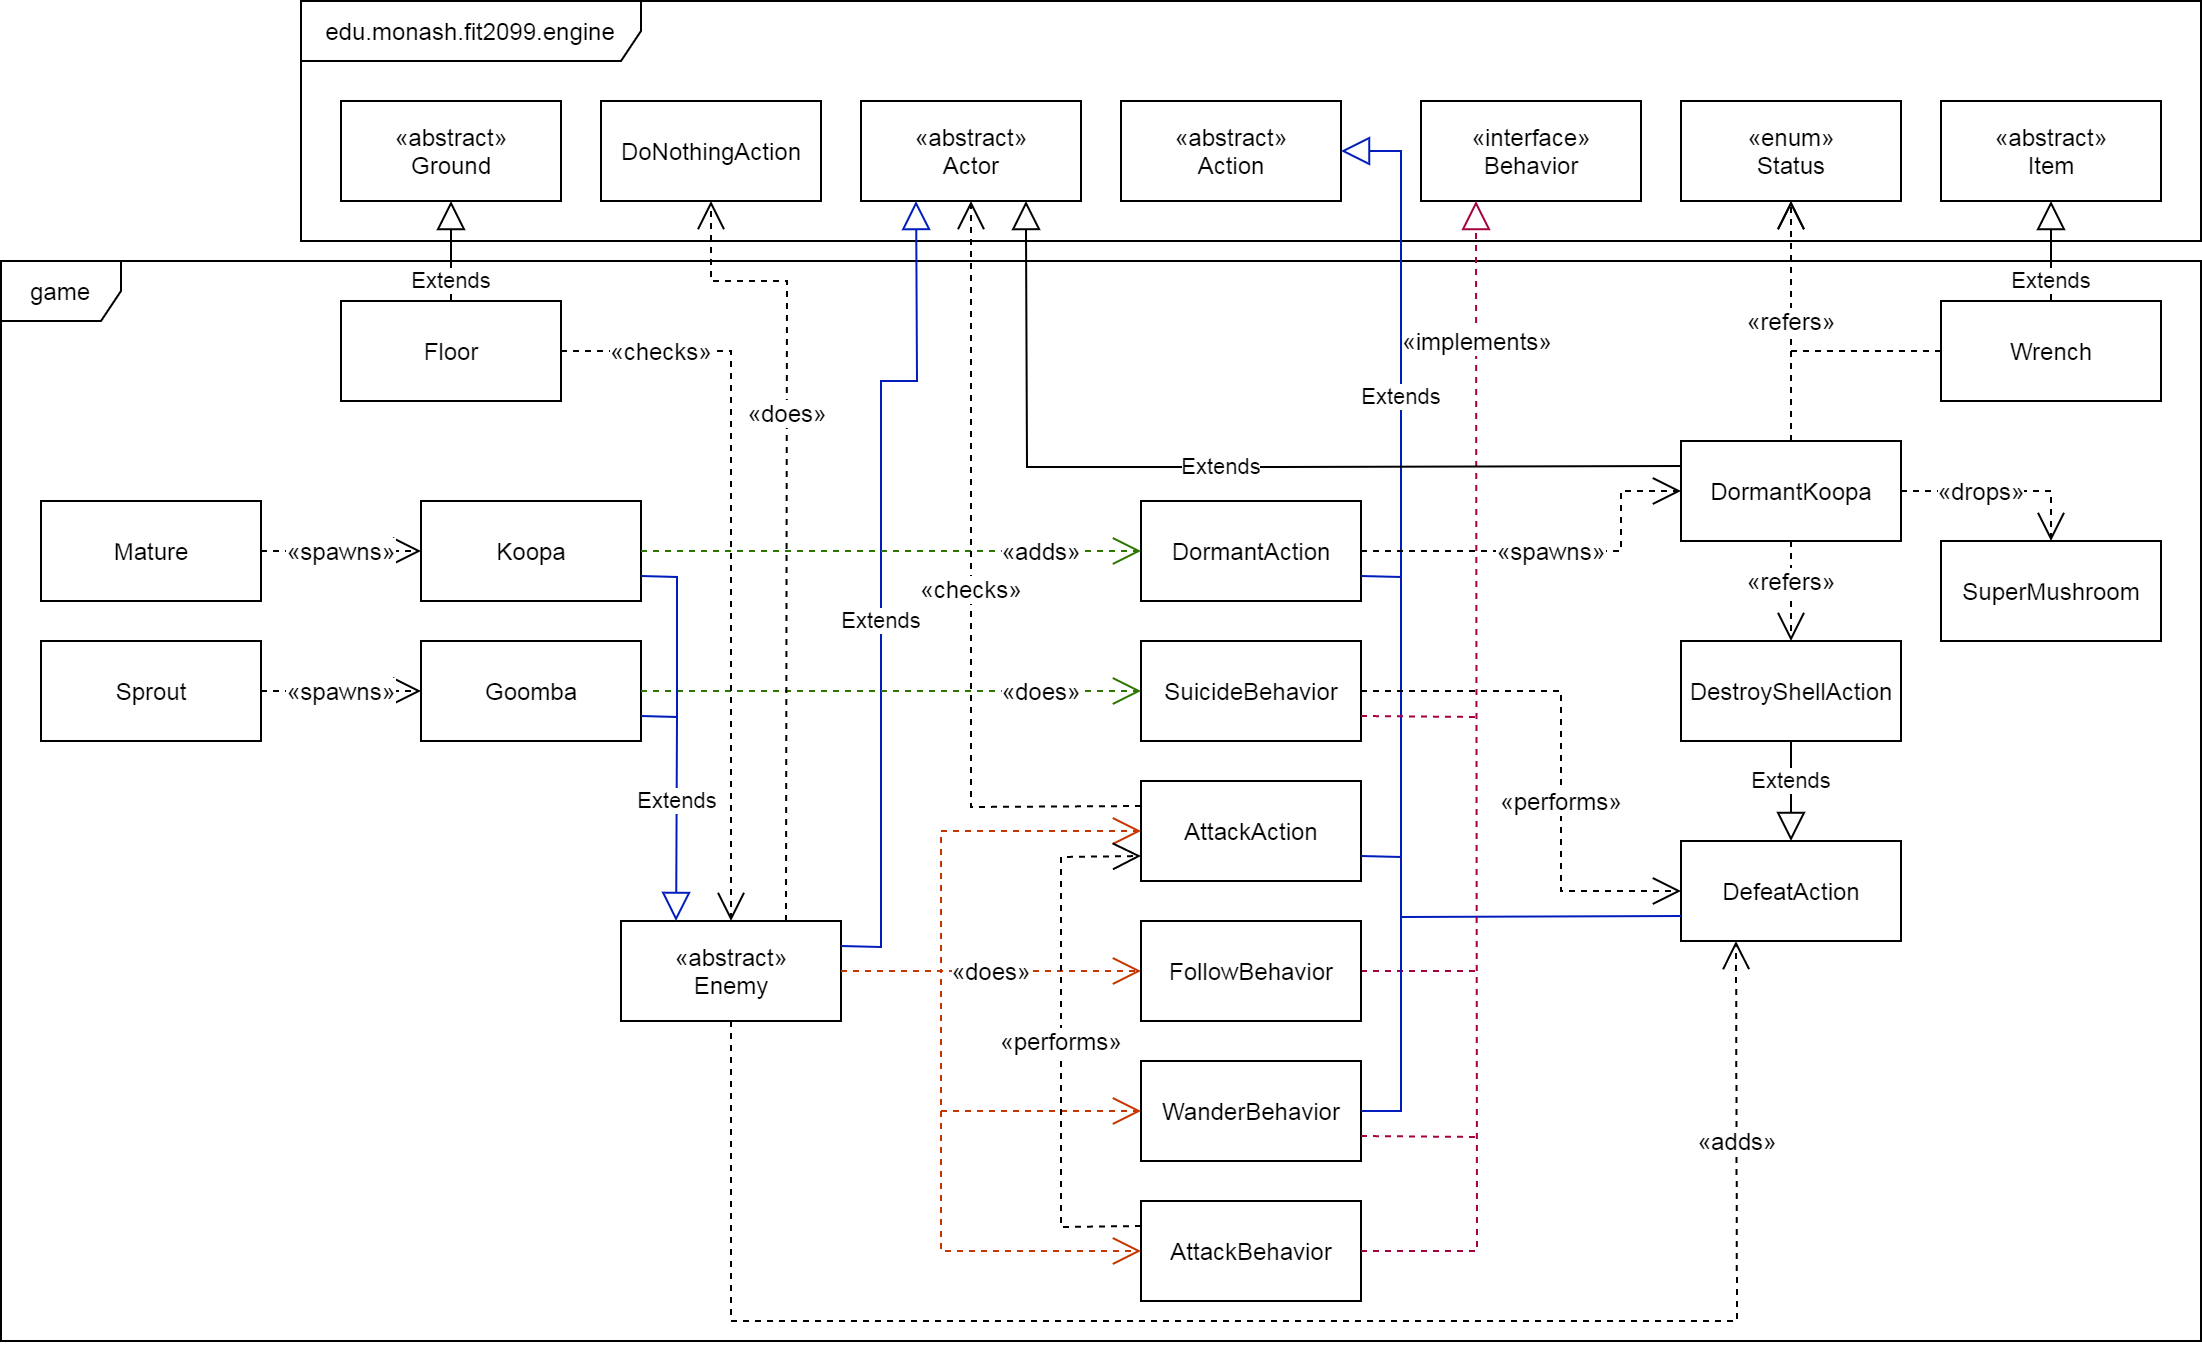 edu.monash.fit2099.engine
«abstract»
Ground
DoNothingAction
«abstract»
Actor
«abstract»
Action
«interface»
Behavior
«enum»
Status
«abstract»
Item
game
Extends
Extends
Floor
«checks»
«does»
«implements»
Extends
«refers»
Wrench
Extends
DormantKoopa
«drops»
Mature
«spawns»
Koopa
«adds»
DormantAction
«spawns»
«checks»
Extends
«refers»
SuperMushroom
Sprout
«spawns»
Goomba
«does»
SuicideBehavior
DestroyShellAction
Extends
«performs»
Extends
AttackAction
DefeatAction
«abstract»
Enemy
«does»
FollowBehavior
«performs»
WanderBehavior
«adds»
AttackBehavior